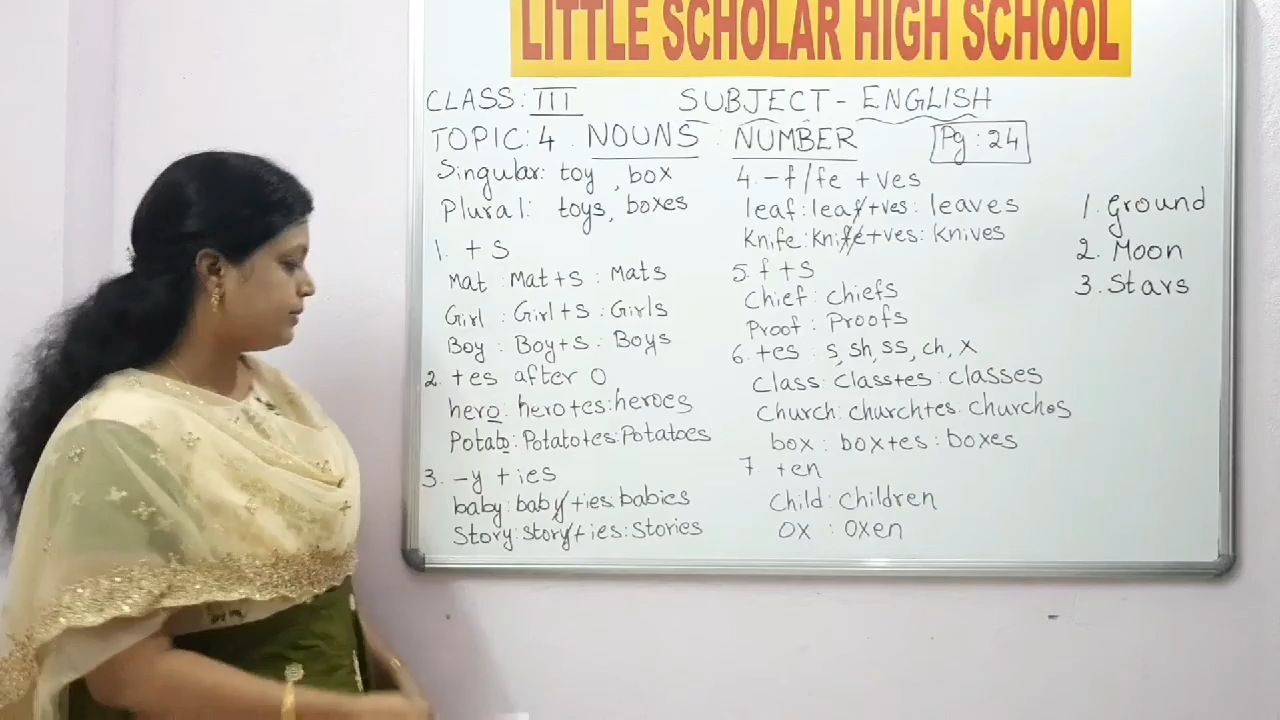 LITTLE SCHOLAR HIGH SCHOOL
CLASS: III SUBJECT - ENGLISH
TOPIC: 4 . NOUNS : NUMBER Pg: 24
Singular: toy , box
Plural: toys, boxes
1. + s
Mat : Mat+s : Mats
Girl : Girl+s : Girls
Boy : Boy+s : Boys
2. + es after o
hero: hero+es: heroes
Potato: Potato+es: Potatoes
3. -y + ies
baby: baby+ies: babies
Story: story+ies: Stories
4. -f/fe + ves
leaf: leaf+ves: leaves
Knife: Knife+ves: Knives
5. f + s
Chief : chiefs
Proof : Proofs
6. +es : s, sh, ss, ch, x
Class: Class+es: classes
Church: church+es: churches
box : box+es : boxes
7. +en
Child : Children
Ox : Oxen
1. Ground
2. Moon
3. Stars